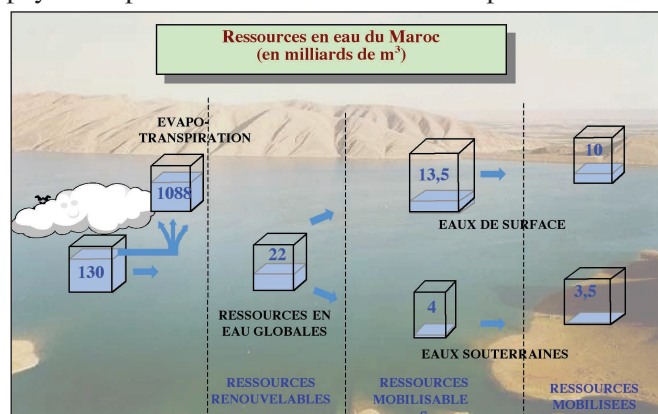 Ressources en eau du Maroc
(en milliards de m³)
EVAPO-
TRANSPIRATION
1088
130
22
RESSOURCES EN
EAU GLOBALES
13,5
EAUX DE SURFACE
10
4
EAUX SOUTERRAINES
3,5
RESSOURCES
RENOUVELABLES
RESSOURCES
MOBILISABLE
RESSOURCES
MOBILISEES